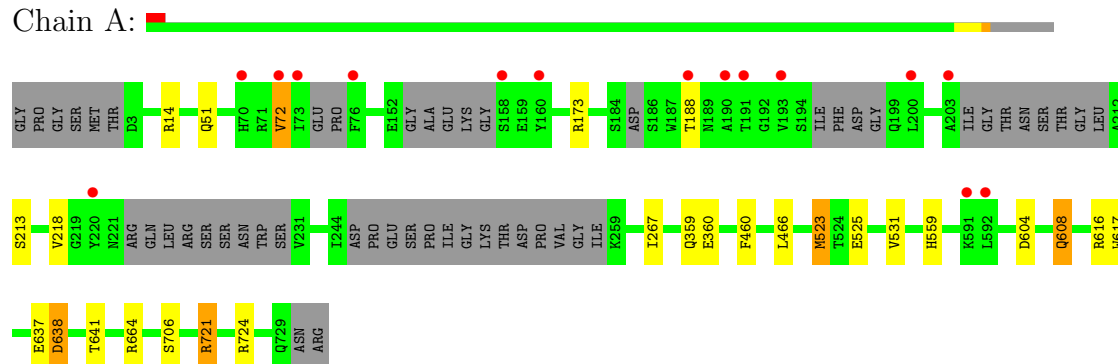 Chain A:
GLY PRO GLY SER MET THR D3 R14 Q51 H70 R71 V72 I73 GLU PRO F76 E152 GLY ALA GLU LYS GLY S158 E159 Y160 R173 S184 ASP S186 W187 T188 N189 A190 T191 G192 V193 S194 ILE PHE ASP GLY Q199 L200 A203 ILE GLY THR ASN SER THR GLY LEU A212
S213 V218 G219 Y220 N221 ARG GLN LEU ARG SER SER ASN TRP SER V231 I244 ASP PRO GLU SER PRO ILE GLY LYS THR ASP PRO VAL GLY ILE K259 I267 Q359 E360 F460 L466 M523 T524 E525 V531 H559 K591 L592 D604 Q608 R616 W617
E637 D638 T641 R664 S706 R721 R724 Q729 ASN ARG